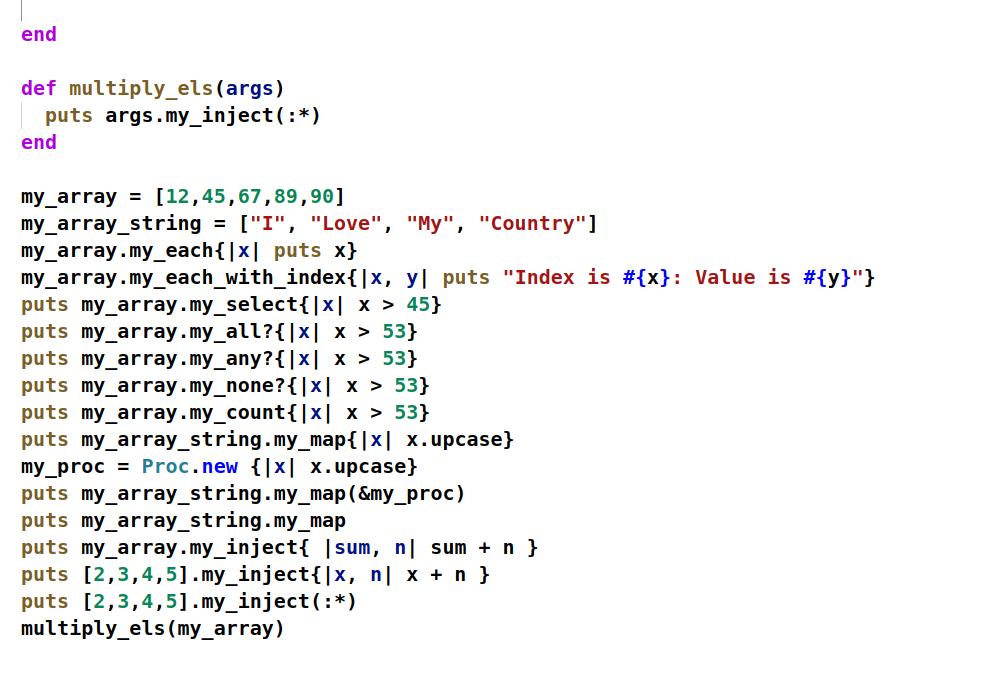 end

def multiply_els(args)
  puts args.my_inject(:*)
end

my_array = [12,45,67,89,90]
my_array_string = ["I", "Love", "My", "Country"]
my_array.my_each{|x| puts x}
my_array.my_each_with_index{|x, y| puts "Index is #{x}: Value is #{y}"}
puts my_array.my_select{|x| x > 45}
puts my_array.my_all?{|x| x > 53}
puts my_array.my_any?{|x| x > 53}
puts my_array.my_none?{|x| x > 53}
puts my_array.my_count{|x| x > 53}
puts my_array_string.my_map{|x| x.upcase}
my_proc = Proc.new {|x| x.upcase}
puts my_array_string.my_map(&my_proc)
puts my_array_string.my_map
puts my_array.my_inject{ |sum, n| sum + n }
puts [2,3,4,5].my_inject{|x, n| x + n }
puts [2,3,4,5].my_inject(:*)
multiply_els(my_array)